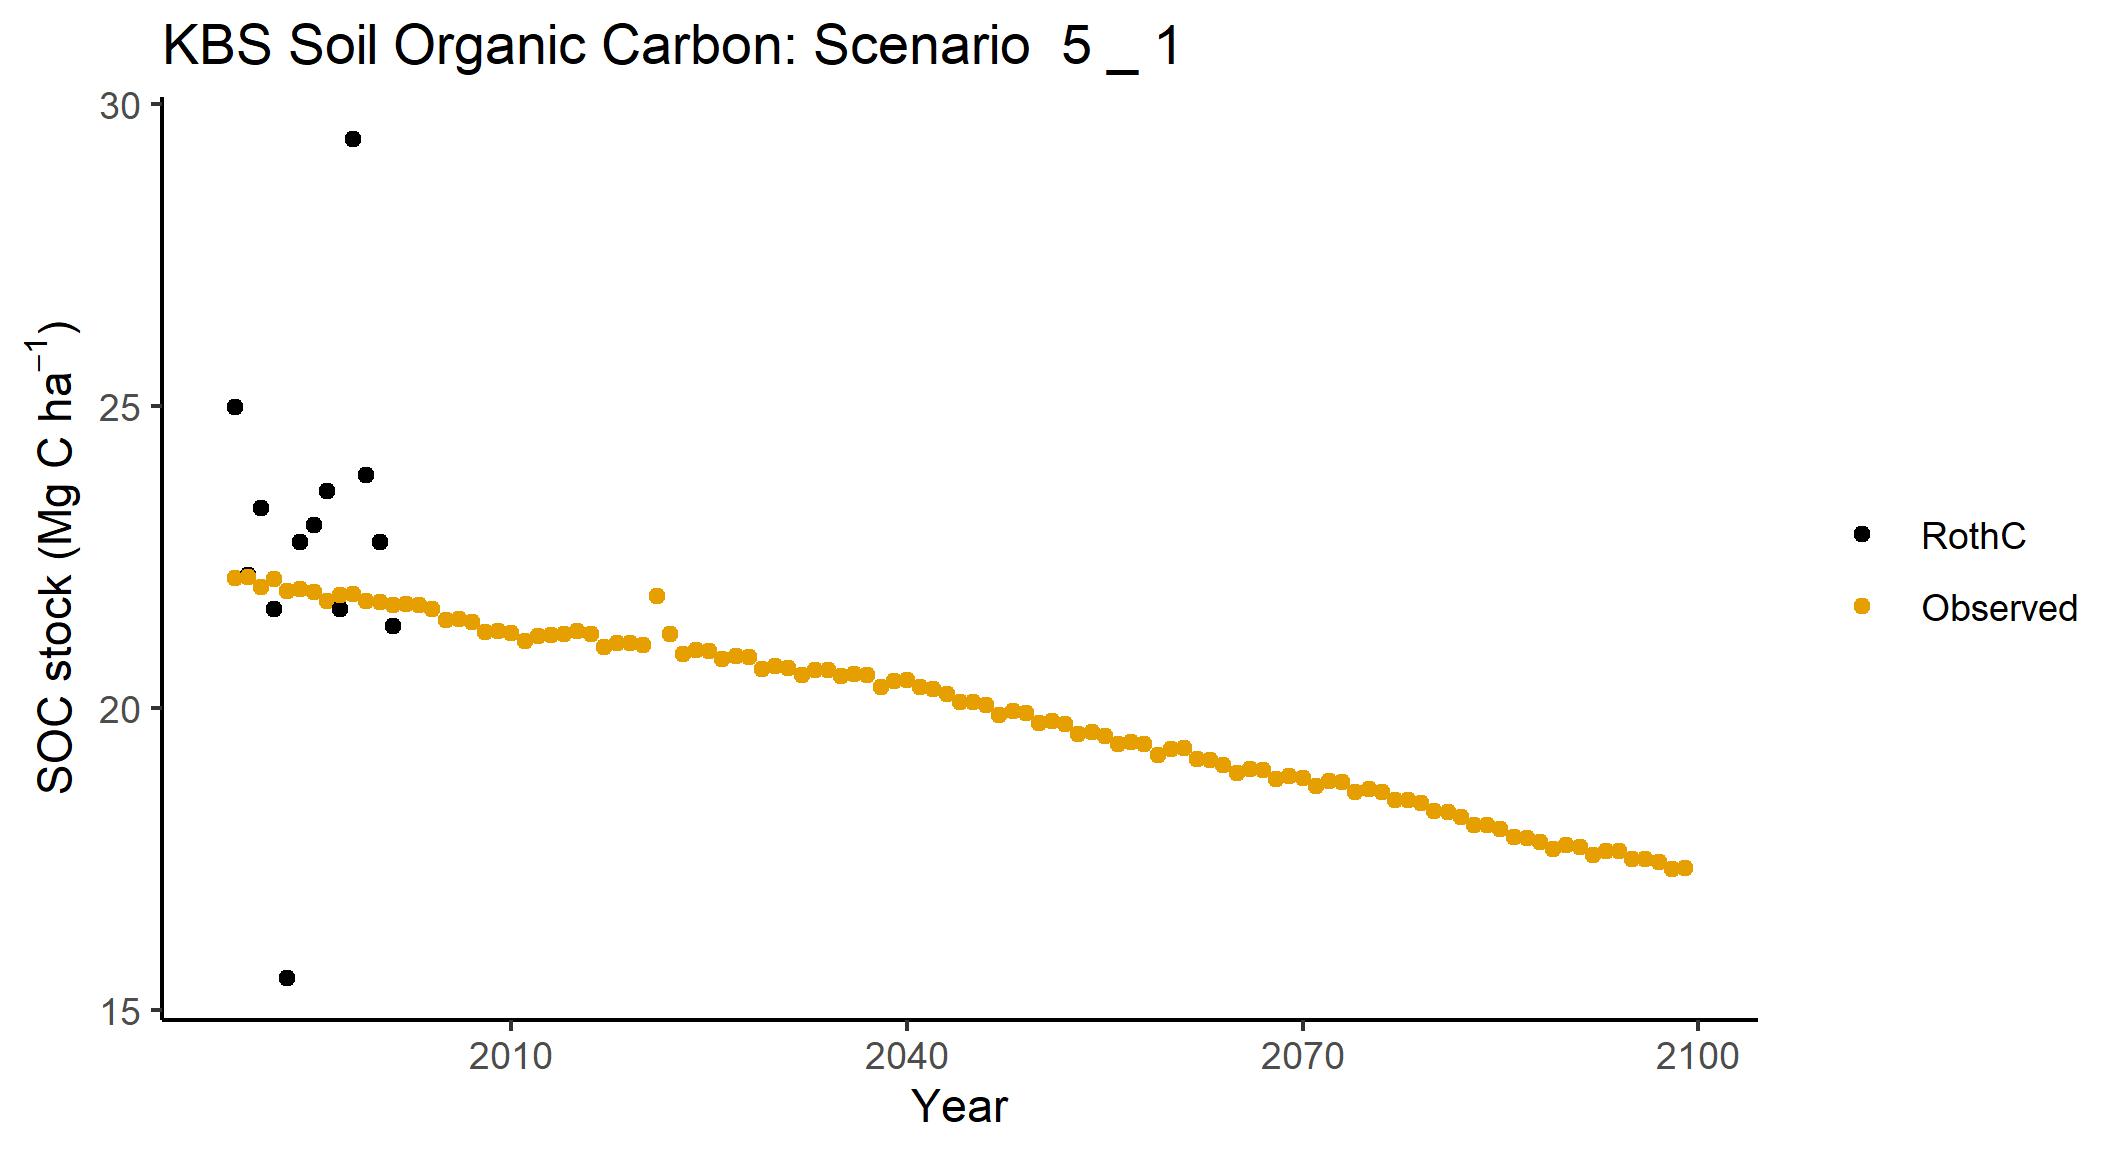 KBS Soil Organic Carbon: Scenario  5 _ 1
SOC stock (Mg C ha⁻¹)
30
25
20
15
2010 2040 2070 2100
Year
RothC
Observed